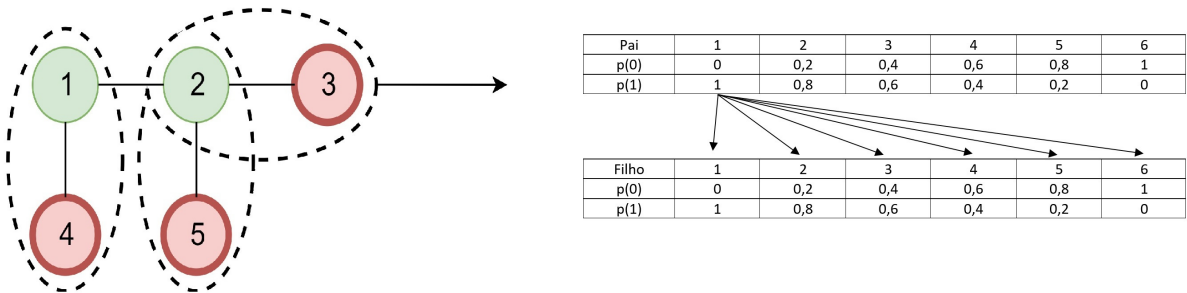 1 2 3
4 5
Pai 1 2 3 4 5 6
p(0) 0 0,2 0,4 0,6 0,8 1
p(1) 1 0,8 0,6 0,4 0,2 0
Filho 1 2 3 4 5 6
p(0) 0 0,2 0,4 0,6 0,8 1
p(1) 1 0,8 0,6 0,4 0,2 0